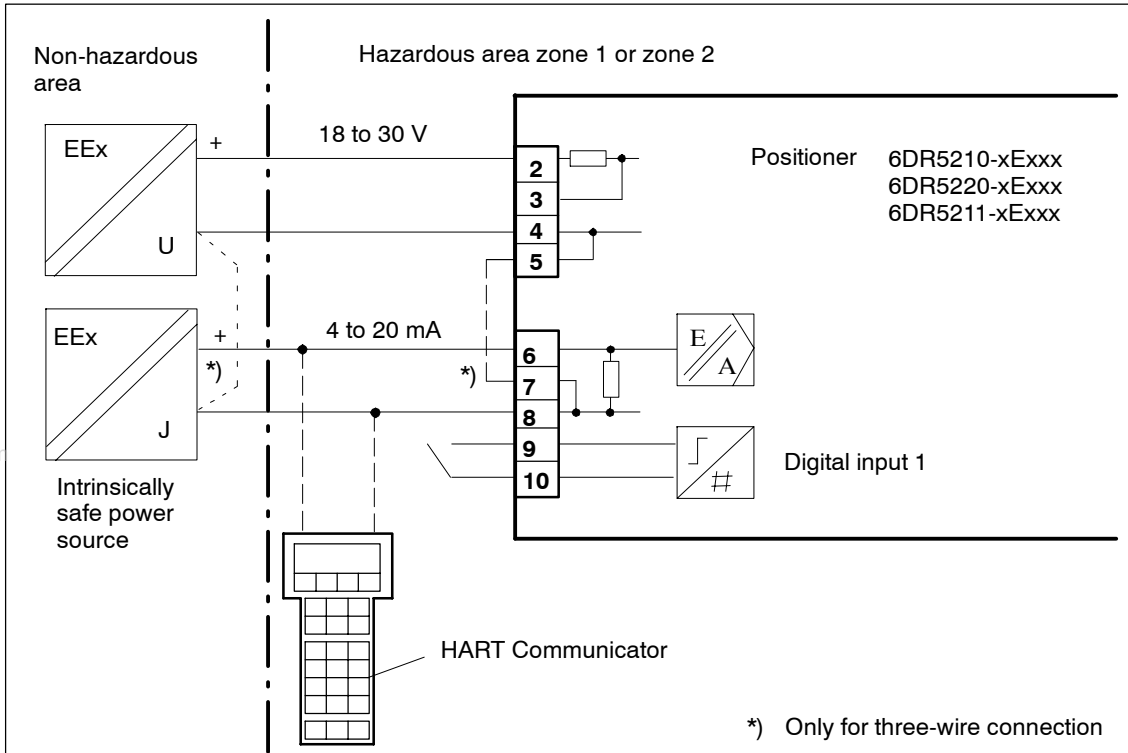 Non-hazardous
area
Hazardous area zone 1 or zone 2
EEx
+
18 to 30 V
U
2
3
4
5
Positioner 6DR5210-xExxx
6DR5220-xExxx
6DR5211-xExxx
EEx
+
*)
4 to 20 mA
J
*)
6
7
8
9
10
E
A
#
Digital input 1
Intrinsically
safe power
source
HART Communicator
*) Only for three-wire connection